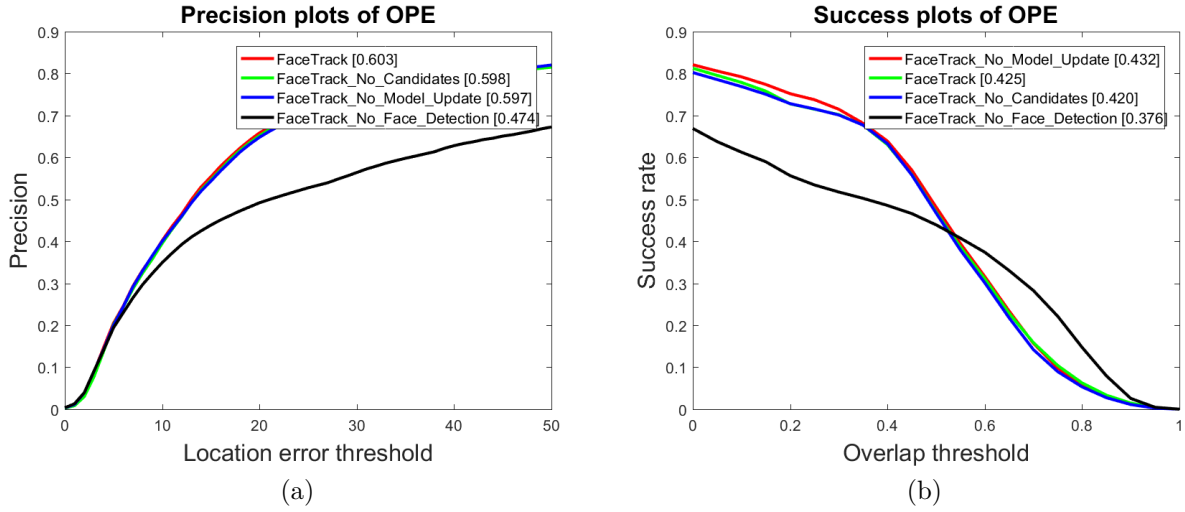 Precision plots of OPE
0.9
0.8
0.7
0.6
0.5
0.4
0.3
0.2
0.1
0
Precision
FaceTrack [0.603]
FaceTrack_No_Candidates [0.598]
FaceTrack_No_Model_Update [0.597]
FaceTrack_No_Face_Detection [0.474]
0 10 20 30 40 50
Location error threshold
(a)
Success plots of OPE
0.9
0.8
0.7
0.6
0.5
0.4
0.3
0.2
0.1
0
Success rate
FaceTrack_No_Model_Update [0.432]
FaceTrack [0.425]
FaceTrack_No_Candidates [0.420]
FaceTrack_No_Face_Detection [0.376]
0 0.2 0.4 0.6 0.8 1
Overlap threshold
(b)